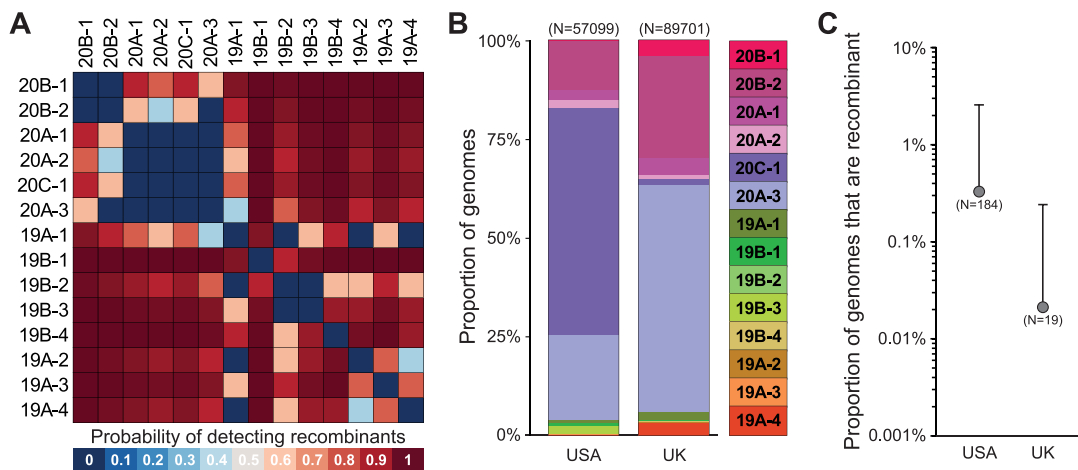 A
20B-1 20B-2 20A-1 20A-2 20C-1 20A-3 19A-1 19B-1 19B-2 19B-3 19B-4 19A-2 19A-3 19A-4
20B-1
20B-2
20A-1
20A-2
20C-1
20A-3
19A-1
19B-1
19B-2
19B-3
19B-4
19A-2
19A-3
19A-4
Probability of detecting recombinants
0 0.1 0.2 0.3 0.4 0.5 0.6 0.7 0.8 0.9 1
B
(N=57099) (N=89701)
Proportion of genomes
100%
75%
50%
25%
0%
USA UK
20B-1
20B-2
20A-1
20A-2
20C-1
20A-3
19A-1
19B-1
19B-2
19B-3
19B-4
19A-2
19A-3
19A-4
C
Proportion of genomes that are recombinant
10%
1%
0.1%
0.01%
0.001%
(N=184)
(N=19)
USA UK